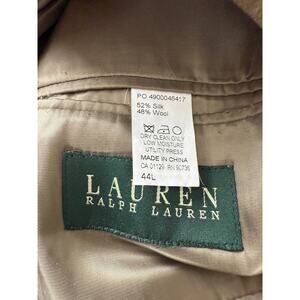 PO 4900048417
52% Silk
48% Wool
DRY CLEAN ONLY
LOW MOISTURE
UTILITY PRESS
MADE IN CHINA
CA 01129 RN 90736
44L
LAUREN
RALPH LAUREN